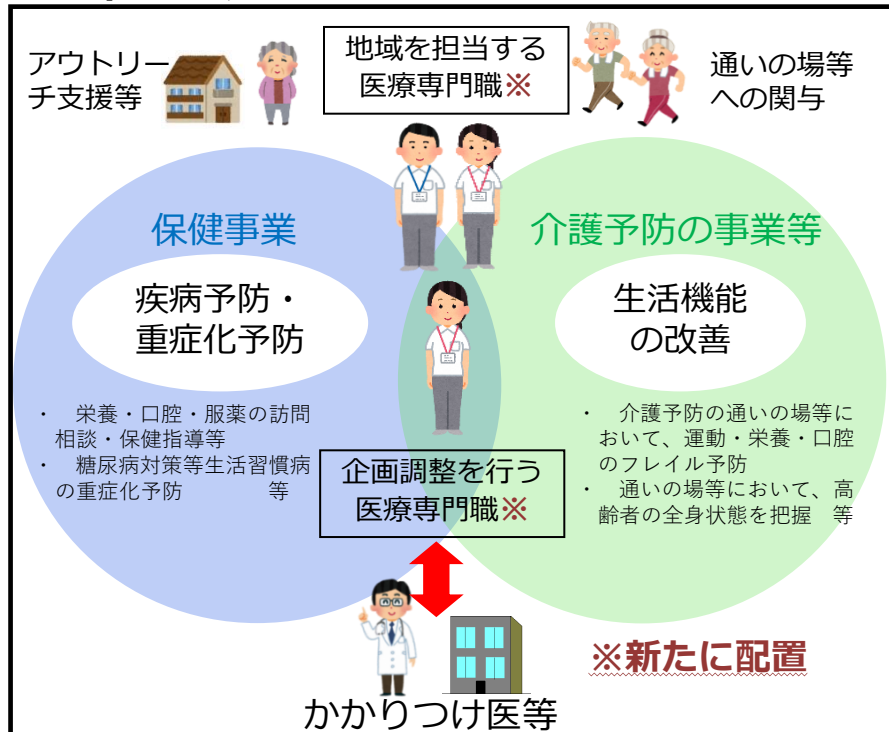 地域を担当する
医療専門職※
アウトリー
チ支援等
通いの場等
への関与
保健事業
介護予防の事業等
疾病予防・
重症化予防
生活機能
の改善
・ 栄養・口腔・服薬の訪問
相談・保健指導等
・ 糖尿病対策等生活習慣病
の重症化予防 等
・ 介護予防の通いの場等に
おいて、運動・栄養・口腔
のフレイル予防
・ 通いの場等において、高
齢者の全身状態を把握 等
企画調整を行う
医療専門職※
※新たに配置
かかりつけ医等